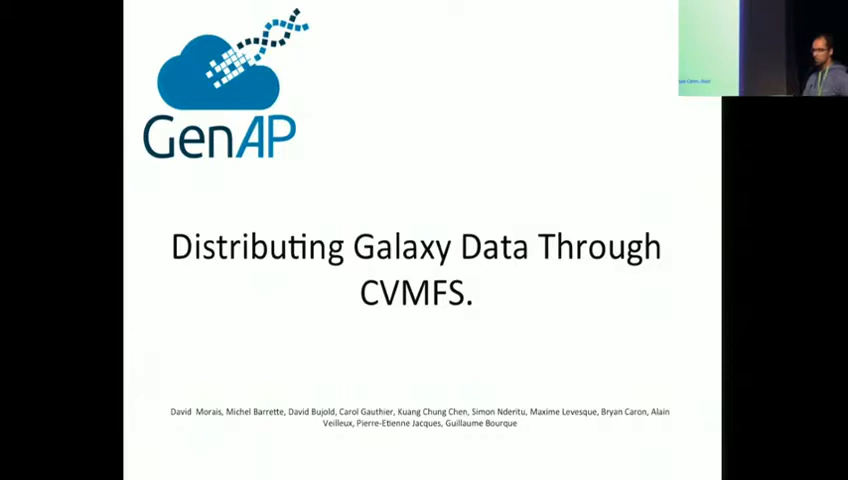 GenAP
Distributing Galaxy Data Through
CVMFS.
David Morais, Michel Barrette, David Bujold, Carol Gauthier, Kuang Chung Chen, Simon Nderitu, Maxime Levesque, Bryan Caron, Alain
Veilleux, Pierre-Etienne Jacques, Guillaume Bourque